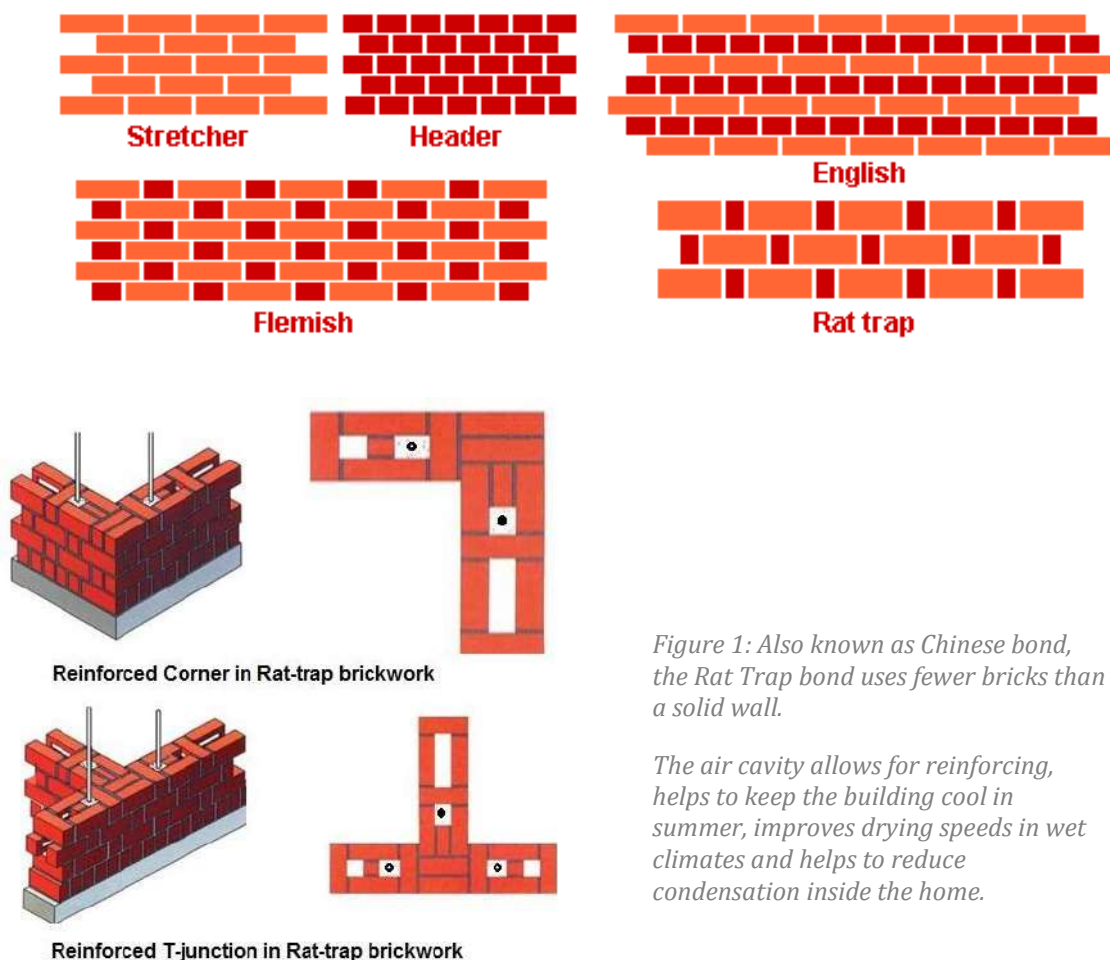 Stretcher
Header
English
Flemish
Rat trap
Reinforced Corner in Rat-trap brickwork
Figure 1: Also known as Chinese bond,
the Rat Trap bond uses fewer bricks than
a solid wall.
The air cavity allows for reinforcing,
helps to keep the building cool in
summer, improves drying speeds in wet
climates and helps to reduce
condensation inside the home.
Reinforced T-junction in Rat-trap brickwork